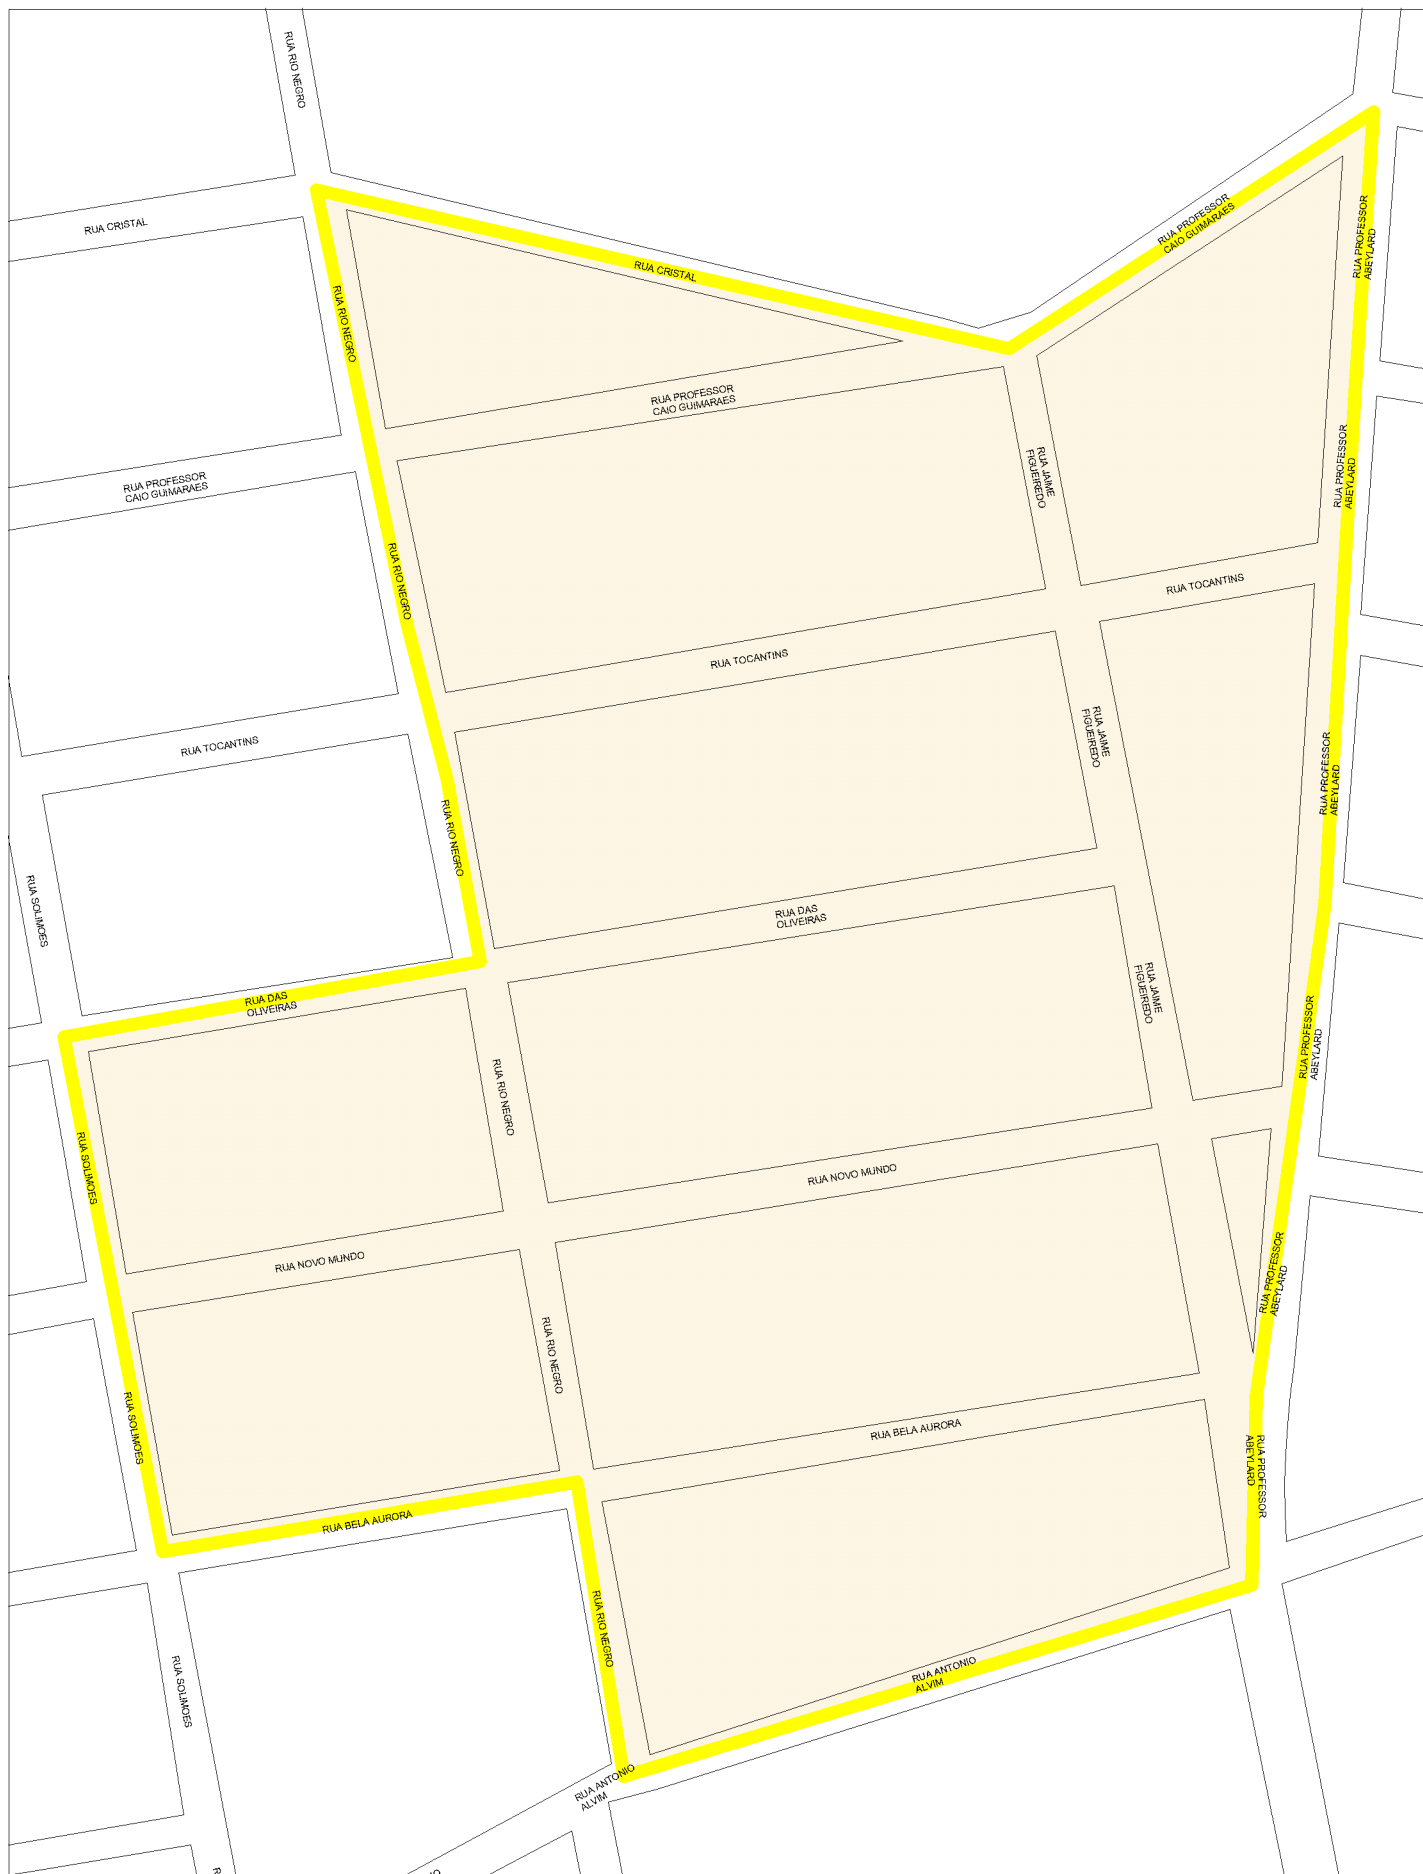 RUA RIO NEGRO
RUA CRISTAL
RUA PROFESSOR
CAIO GUIMARAES
RUA PROFESSOR
ABEYLARD
RUA CRISTAL
RUA RIO NEGRO
RUA PROFESSOR
CAIO GUIMARAES
RUA PROFESSOR
CAIO GUIMARAES
RUA JAIME
FIGUEIREDO
RUA PROFESSOR
ABEYLARD
RUA RIO NEGRO
RUA TOCANTINS
RUA TOCANTINS
RUA TOCANTINS
RUA JAIME
FIGUEIREDO
RUA PROFESSOR
ABEYLARD
RUA RIO NEGRO
RUA SOLIMOES
RUA DAS
OLIVEIRAS
RUA DAS
OLIVEIRAS
RUA JAIME
FIGUEIREDO
RUA PROFESSOR
ABEYLARD
RUA RIO NEGRO
RUA SOLIMOES
RUA NOVO MUNDO
RUA NOVO MUNDO
RUA PROFESSOR
ABEYLARD
RUA RIO NEGRO
RUA SOLIMOES
RUA BELA AURORA
RUA PROFESSOR
ABEYLARD
RUA BELA AURORA
RUA RIO NEGRO
RUA SOLIMOES
RUA ANTONIO
ALVIM
RUA ANTONIO
ALVIM